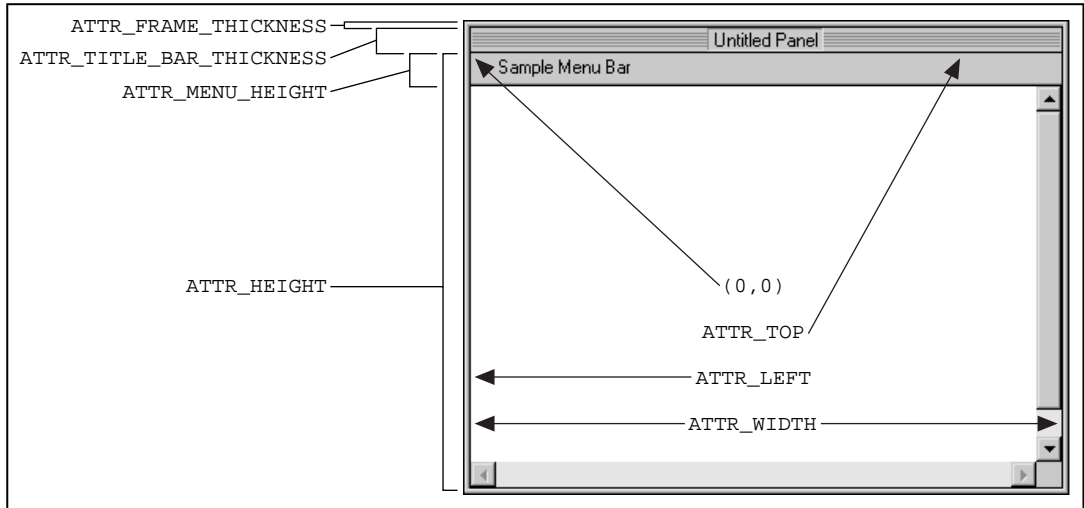 ATTR_FRAME_THICKNESS
ATTR_TITLE_BAR_THICKNESS
ATTR_MENU_HEIGHT
ATTR_HEIGHT
Untitled Panel
Sample Menu Bar
(0,0)
ATTR_TOP
ATTR_LEFT
ATTR_WIDTH